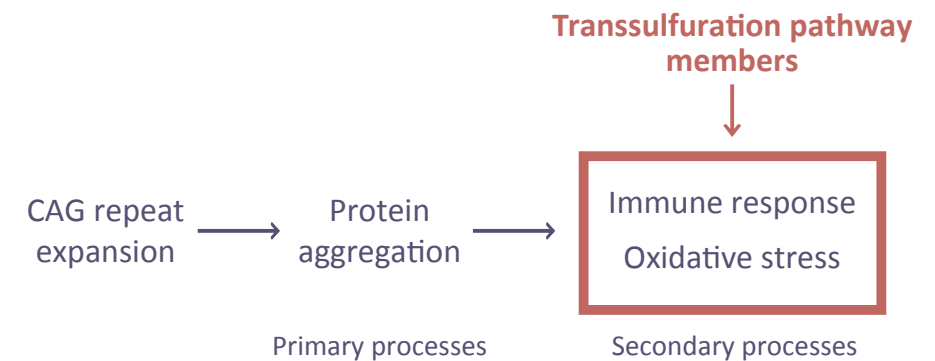 Transsulfuration pathway
members
CAG repeat
expansion
Protein
aggregation
Immune response
Oxidative stress
Primary processes
Secondary processes